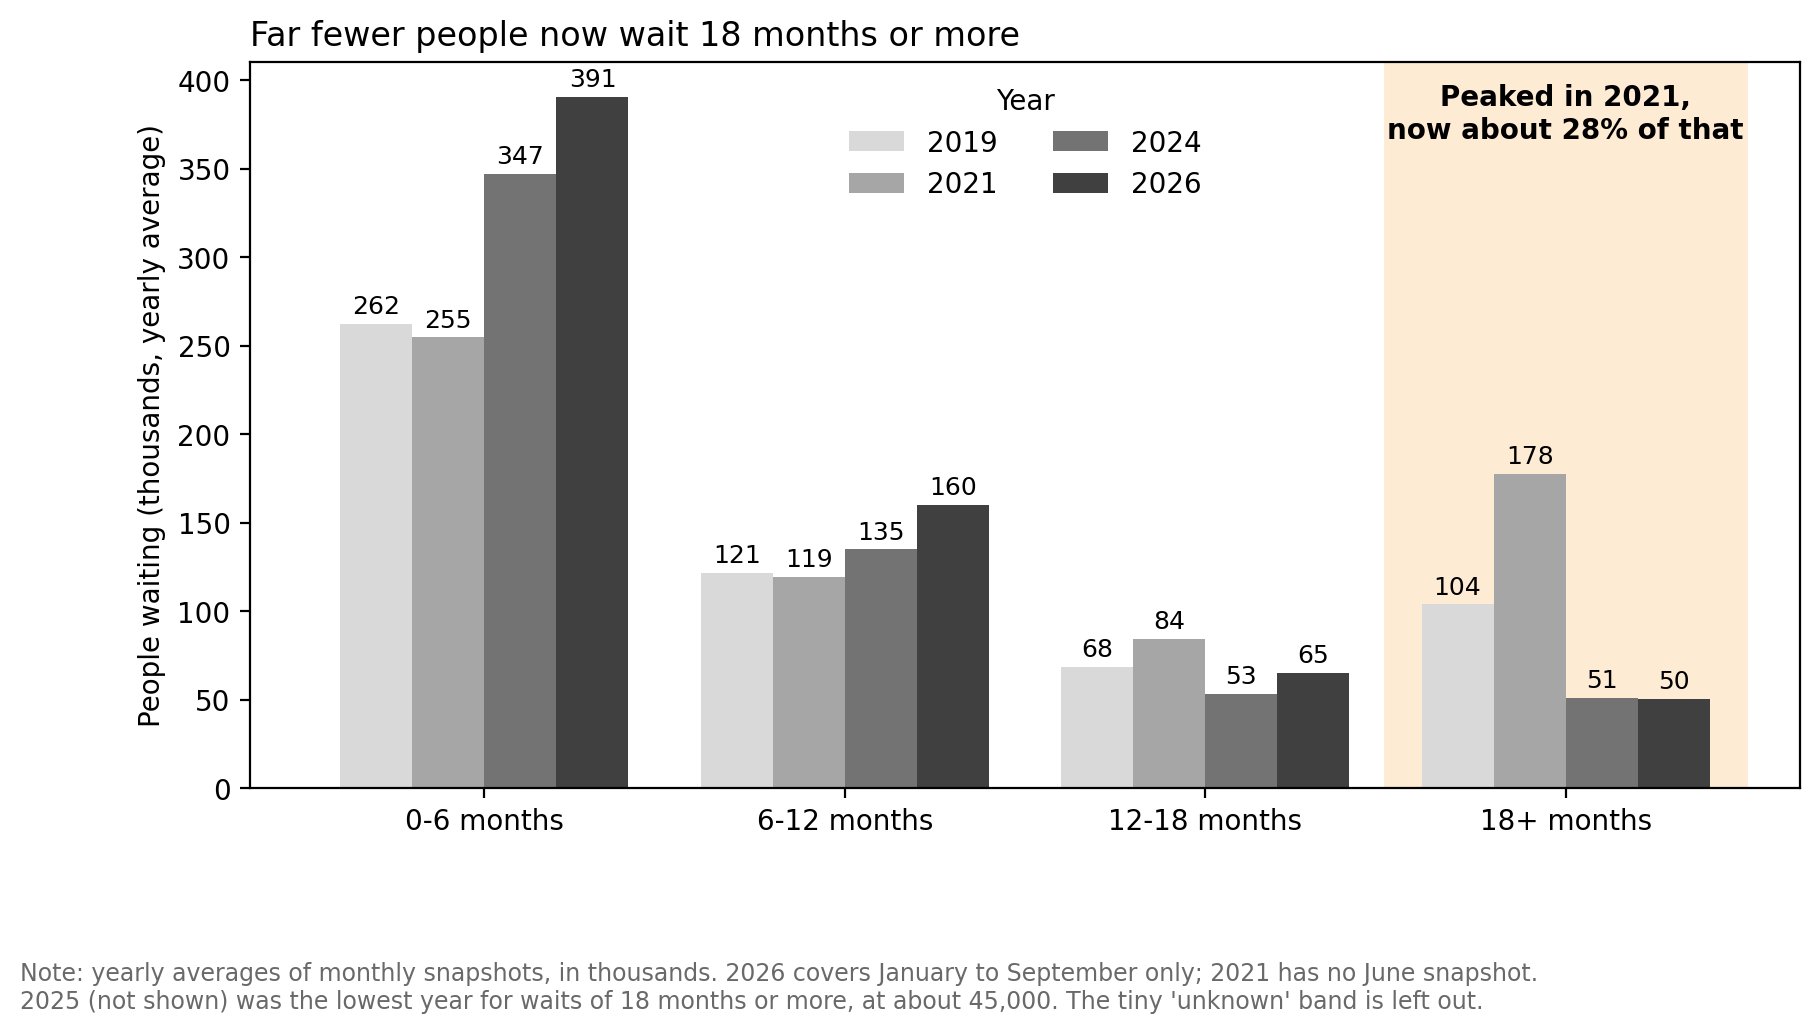 Far fewer people now wait 18 months or more
People waiting (thousands, yearly average)
400
350
300
250
200
150
100
50
0
Year
2019
2021
2024
2026
Peaked in 2021,
now about 28% of that
262
255
347
391
121
119
135
160
68
84
53
65
104
178
51
50
0-6 months
6-12 months
12-18 months
18+ months
Note: yearly averages of monthly snapshots, in thousands. 2026 covers January to September only; 2021 has no June snapshot.
2025 (not shown) was the lowest year for waits of 18 months or more, at about 45,000. The tiny 'unknown' band is left out.